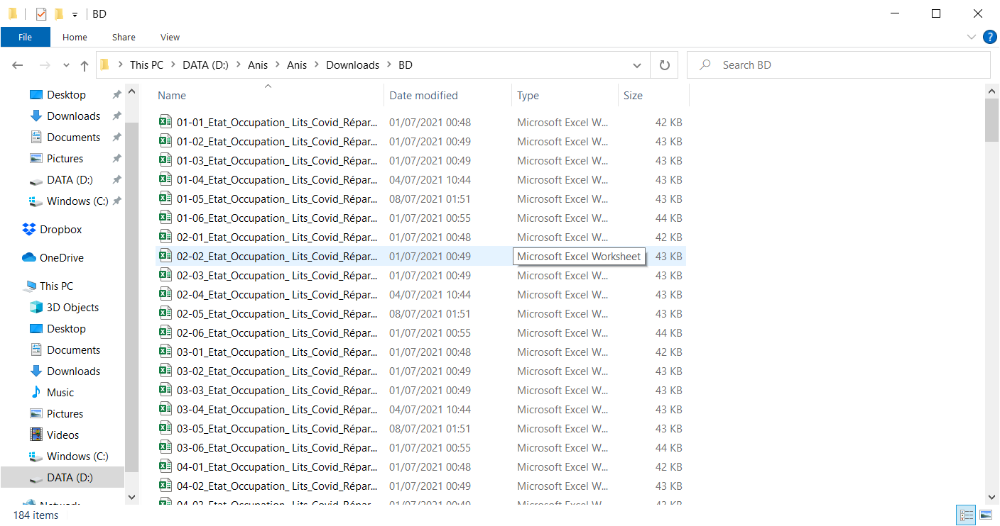 BD
File Home Share View
This PC DATA (D:) Anis Anis Downloads BD
Search BD
Desktop
Downloads
Documents
Pictures
DATA (D:)
Windows (C:)
Dropbox
OneDrive
This PC
3D Objects
Desktop
Documents
Downloads
Music
Pictures
Videos
Windows (C:)
DATA (D:)
Network
Name Date modified Type Size
01-01_Etat_Occupation_ Lits_Covid_Répar... 01/07/2021 00:48 Microsoft Excel W... 42 KB
01-02_Etat_Occupation_ Lits_Covid_Répar... 01/07/2021 00:49 Microsoft Excel W... 43 KB
01-03_Etat_Occupation_ Lits_Covid_Répar... 01/07/2021 00:49 Microsoft Excel W... 43 KB
01-04_Etat_Occupation_ Lits_Covid_Répar... 04/07/2021 10:44 Microsoft Excel W... 43 KB
01-05_Etat_Occupation_ Lits_Covid_Répar... 08/07/2021 01:51 Microsoft Excel W... 43 KB
01-06_Etat_Occupation_ Lits_Covid_Répar... 01/07/2021 00:55 Microsoft Excel W... 44 KB
02-01_Etat_Occupation_ Lits_Covid_Répar... 01/07/2021 00:48 Microsoft Excel W... 42 KB
02-02_Etat_Occupation_ Lits_Covid_Répar... 01/07/2021 00:49 Microsoft Excel Worksheet 43 KB
02-03_Etat_Occupation_ Lits_Covid_Répar... 01/07/2021 00:49 Microsoft Excel W... 43 KB
02-04_Etat_Occupation_ Lits_Covid_Répar... 04/07/2021 10:44 Microsoft Excel W... 43 KB
02-05_Etat_Occupation_ Lits_Covid_Répar... 08/07/2021 01:51 Microsoft Excel W... 43 KB
02-06_Etat_Occupation_ Lits_Covid_Répar... 01/07/2021 00:55 Microsoft Excel W... 44 KB
03-01_Etat_Occupation_ Lits_Covid_Répar... 01/07/2021 00:48 Microsoft Excel W... 42 KB
03-02_Etat_Occupation_ Lits_Covid_Répar... 01/07/2021 00:49 Microsoft Excel W... 43 KB
03-03_Etat_Occupation_ Lits_Covid_Répar... 01/07/2021 00:49 Microsoft Excel W... 43 KB
03-04_Etat_Occupation_ Lits_Covid_Répar... 04/07/2021 10:44 Microsoft Excel W... 43 KB
03-05_Etat_Occupation_ Lits_Covid_Répar... 08/07/2021 01:51 Microsoft Excel W... 43 KB
03-06_Etat_Occupation_ Lits_Covid_Répar... 01/07/2021 00:55 Microsoft Excel W... 44 KB
04-01_Etat_Occupation_ Lits_Covid_Répar... 01/07/2021 00:48 Microsoft Excel W... 42 KB
04-02_Etat_Occupation_ Lits_Covid_Répar... 01/07/2021 00:49 Microsoft Excel W... 43 KB
04-03_Etat_Occupation_ Lits_Covid_Répar... 01/07/2021 00:49 Microsoft Excel W... 43 KB
184 items